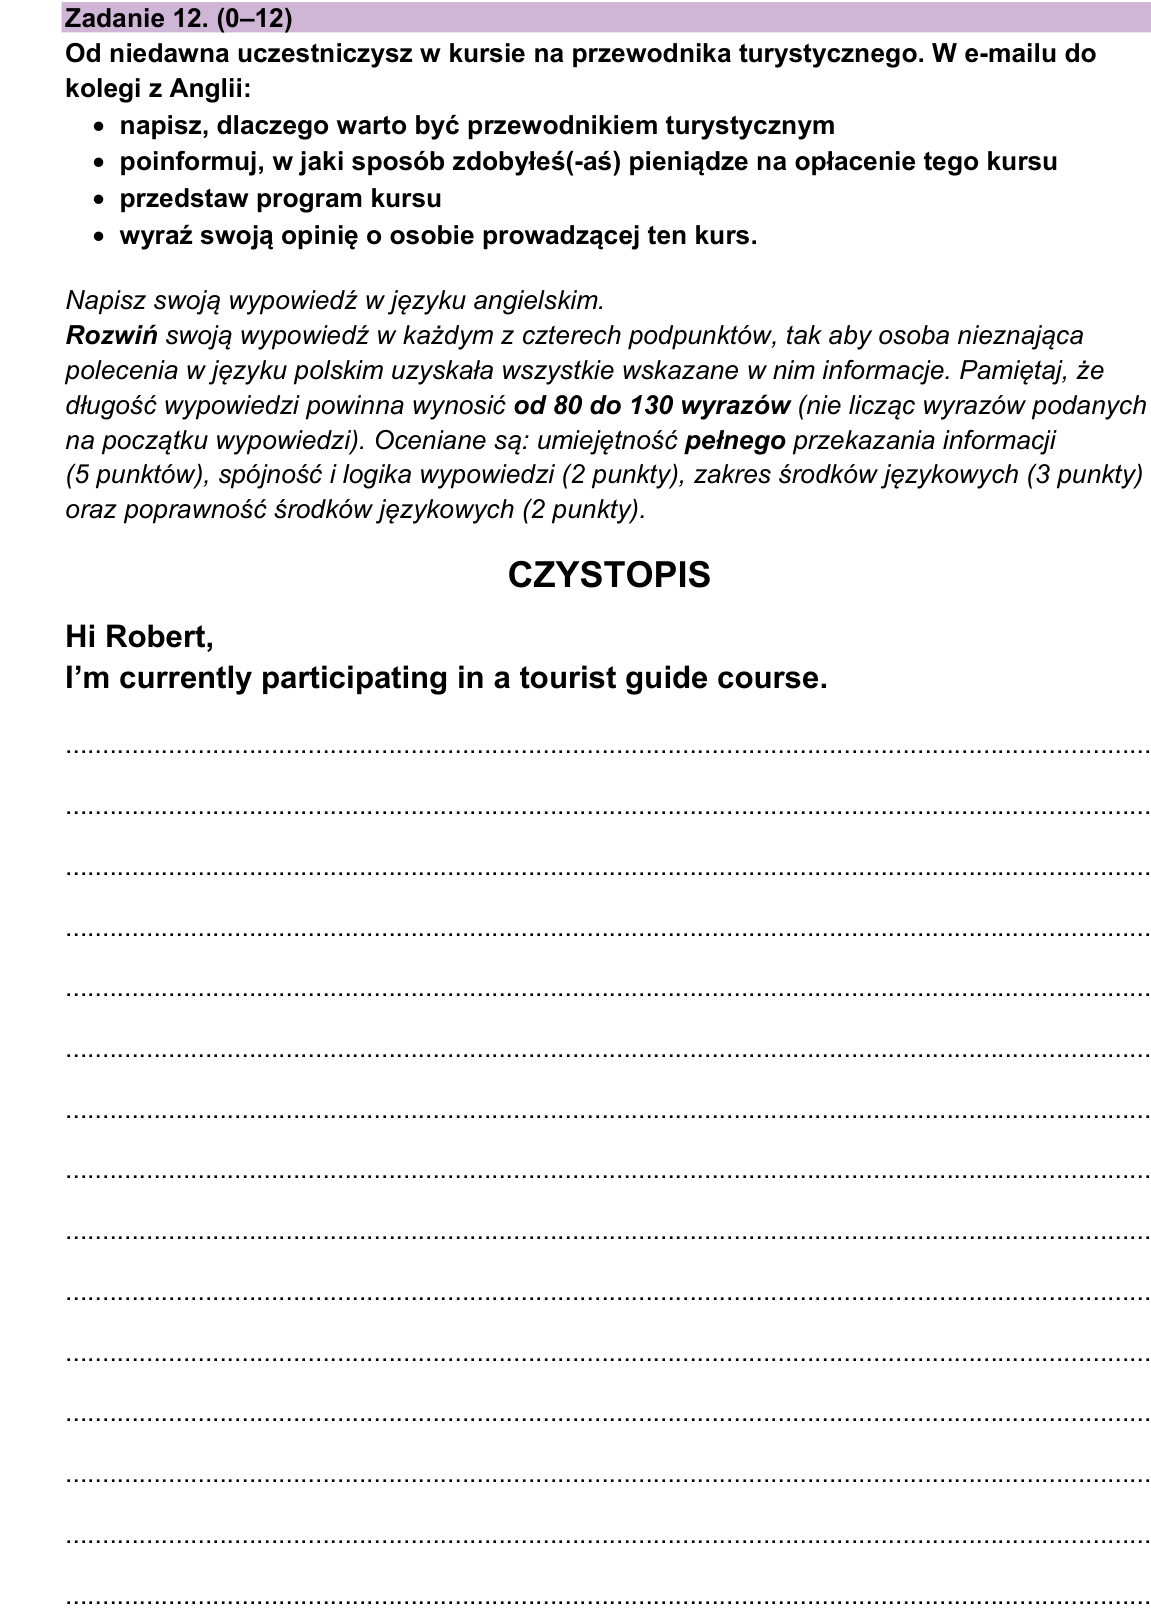 Zadanie 12. (0–12)
Od niedawna uczestniczysz w kursie na przewodnika turystycznego. W e-mailu do
kolegi z Anglii:
• napisz, dlaczego warto być przewodnikiem turystycznym
• poinformuj, w jaki sposób zdobyłeś(-aś) pieniądze na opłacenie tego kursu
• przedstaw program kursu
• wyraź swoją opinię o osobie prowadzącej ten kurs.
Napisz swoją wypowiedź w języku angielskim.
Rozwiń swoją wypowiedź w każdym z czterech podpunktów, tak aby osoba nieznająca
polecenia w języku polskim uzyskała wszystkie wskazane w nim informacje. Pamiętaj, że
długość wypowiedzi powinna wynosić od 80 do 130 wyrazów (nie licząc wyrazów podanych
na początku wypowiedzi). Oceniane są: umiejętność pełnego przekazania informacji
(5 punktów), spójność i logika wypowiedzi (2 punkty), zakres środków językowych (3 punkty)
oraz poprawność środków językowych (2 punkty).
CZYSTOPIS
Hi Robert,
I’m currently participating in a tourist guide course.